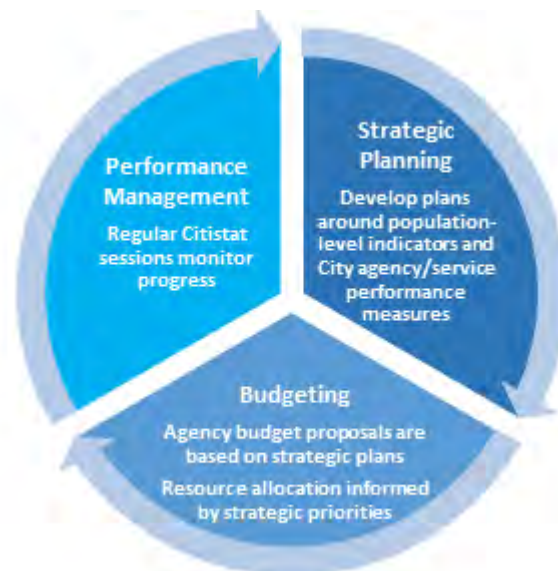 Performance
Management
Regular Citistat
sessions monitor
progress
Strategic
Planning
Develop plans
around population-
level indicators and
City agency/service
performance
measures
Budgeting
Agency budget proposals are
based on strategic plans
Resource allocation informed
by strategic priorities